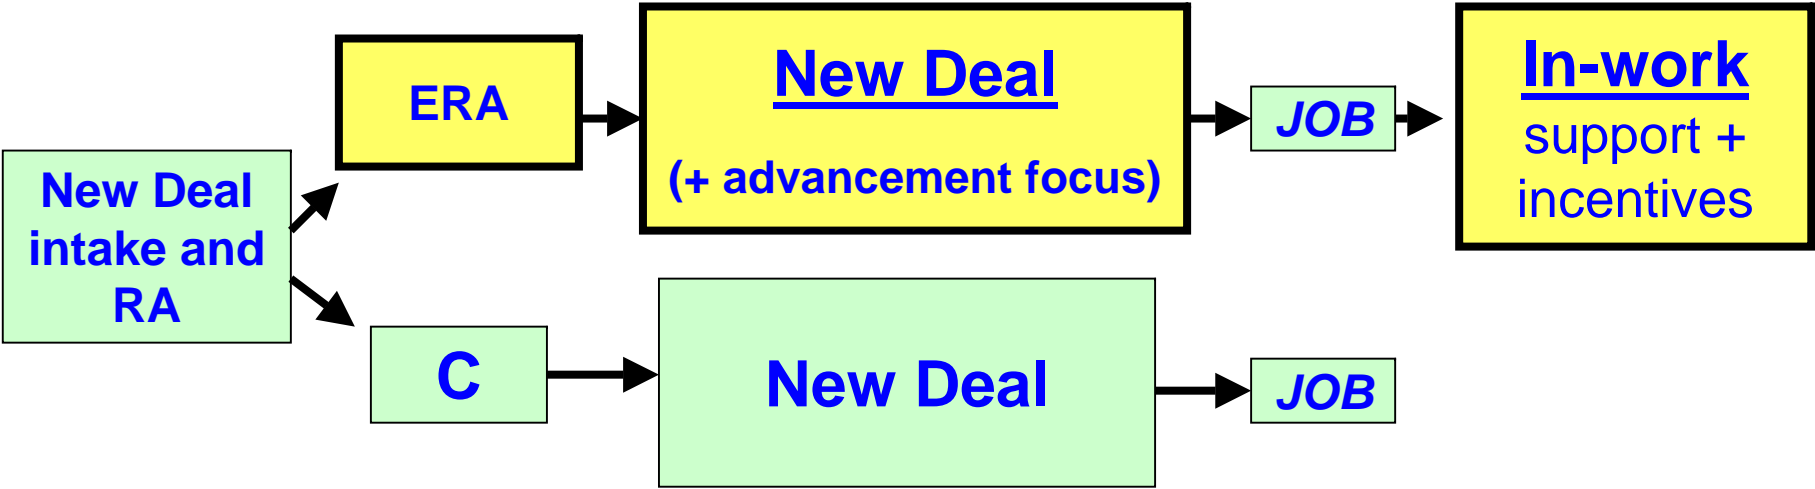 New Deal
intake and
RA
ERA
New Deal
(+ advancement focus)
JOB
In-work
support +
incentives
C
New Deal
JOB